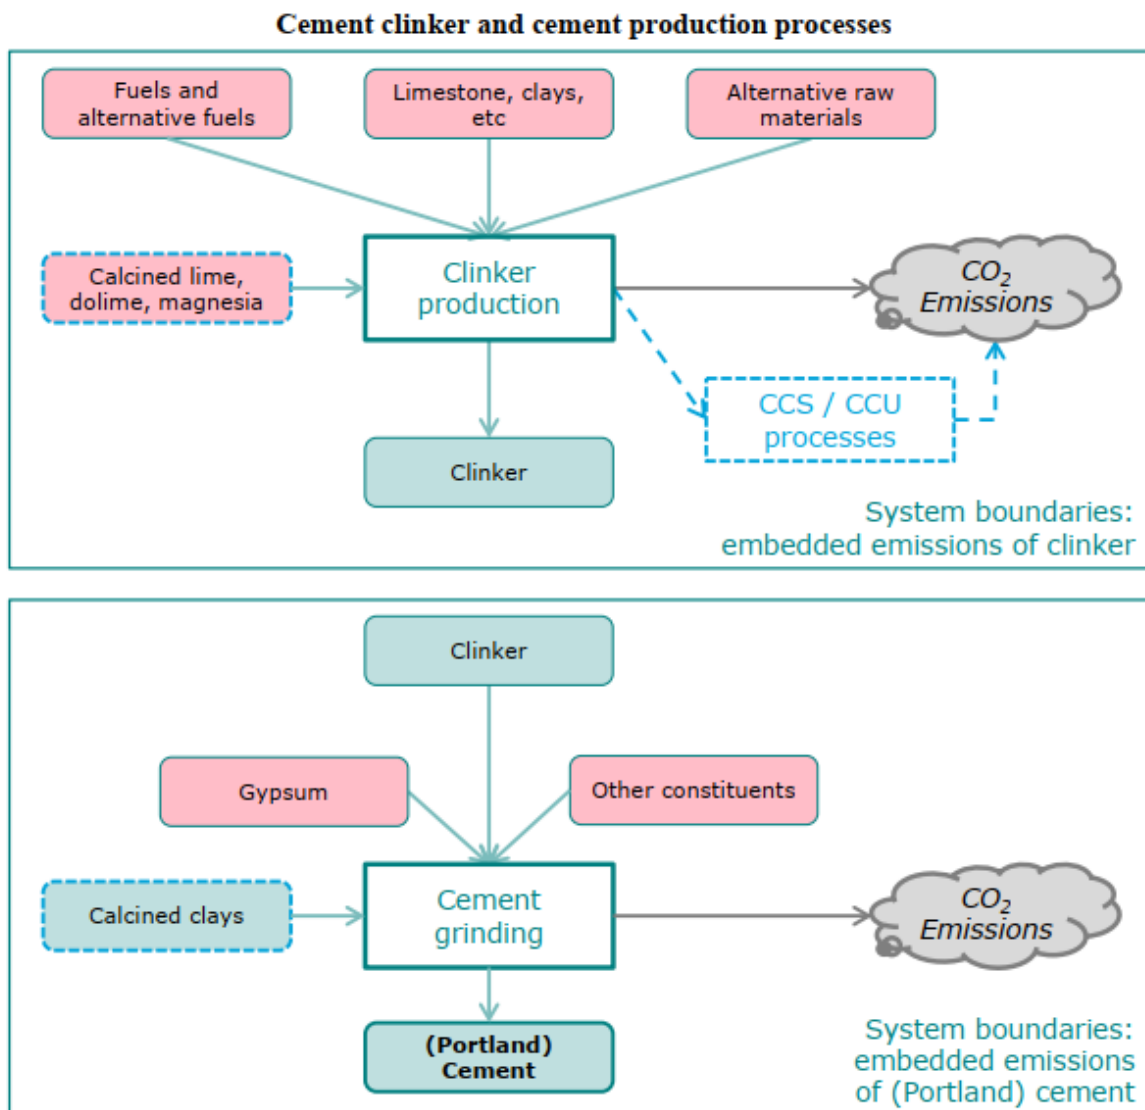 Cement clinker and cement production processes
Fuels and
alternative fuels
Limestone, clays,
etc
Alternative raw
materials
Calcined lime,
dolime, magnesia
Clinker
production
CO2
Emissions
CCS / CCU
processes
Clinker
System boundaries:
embedded emissions of clinker
Clinker
Gypsum
Other constituents
Calcined clays
Cement
grinding
CO2
Emissions
(Portland)
Cement
System boundaries:
embedded emissions
of (Portland) cement